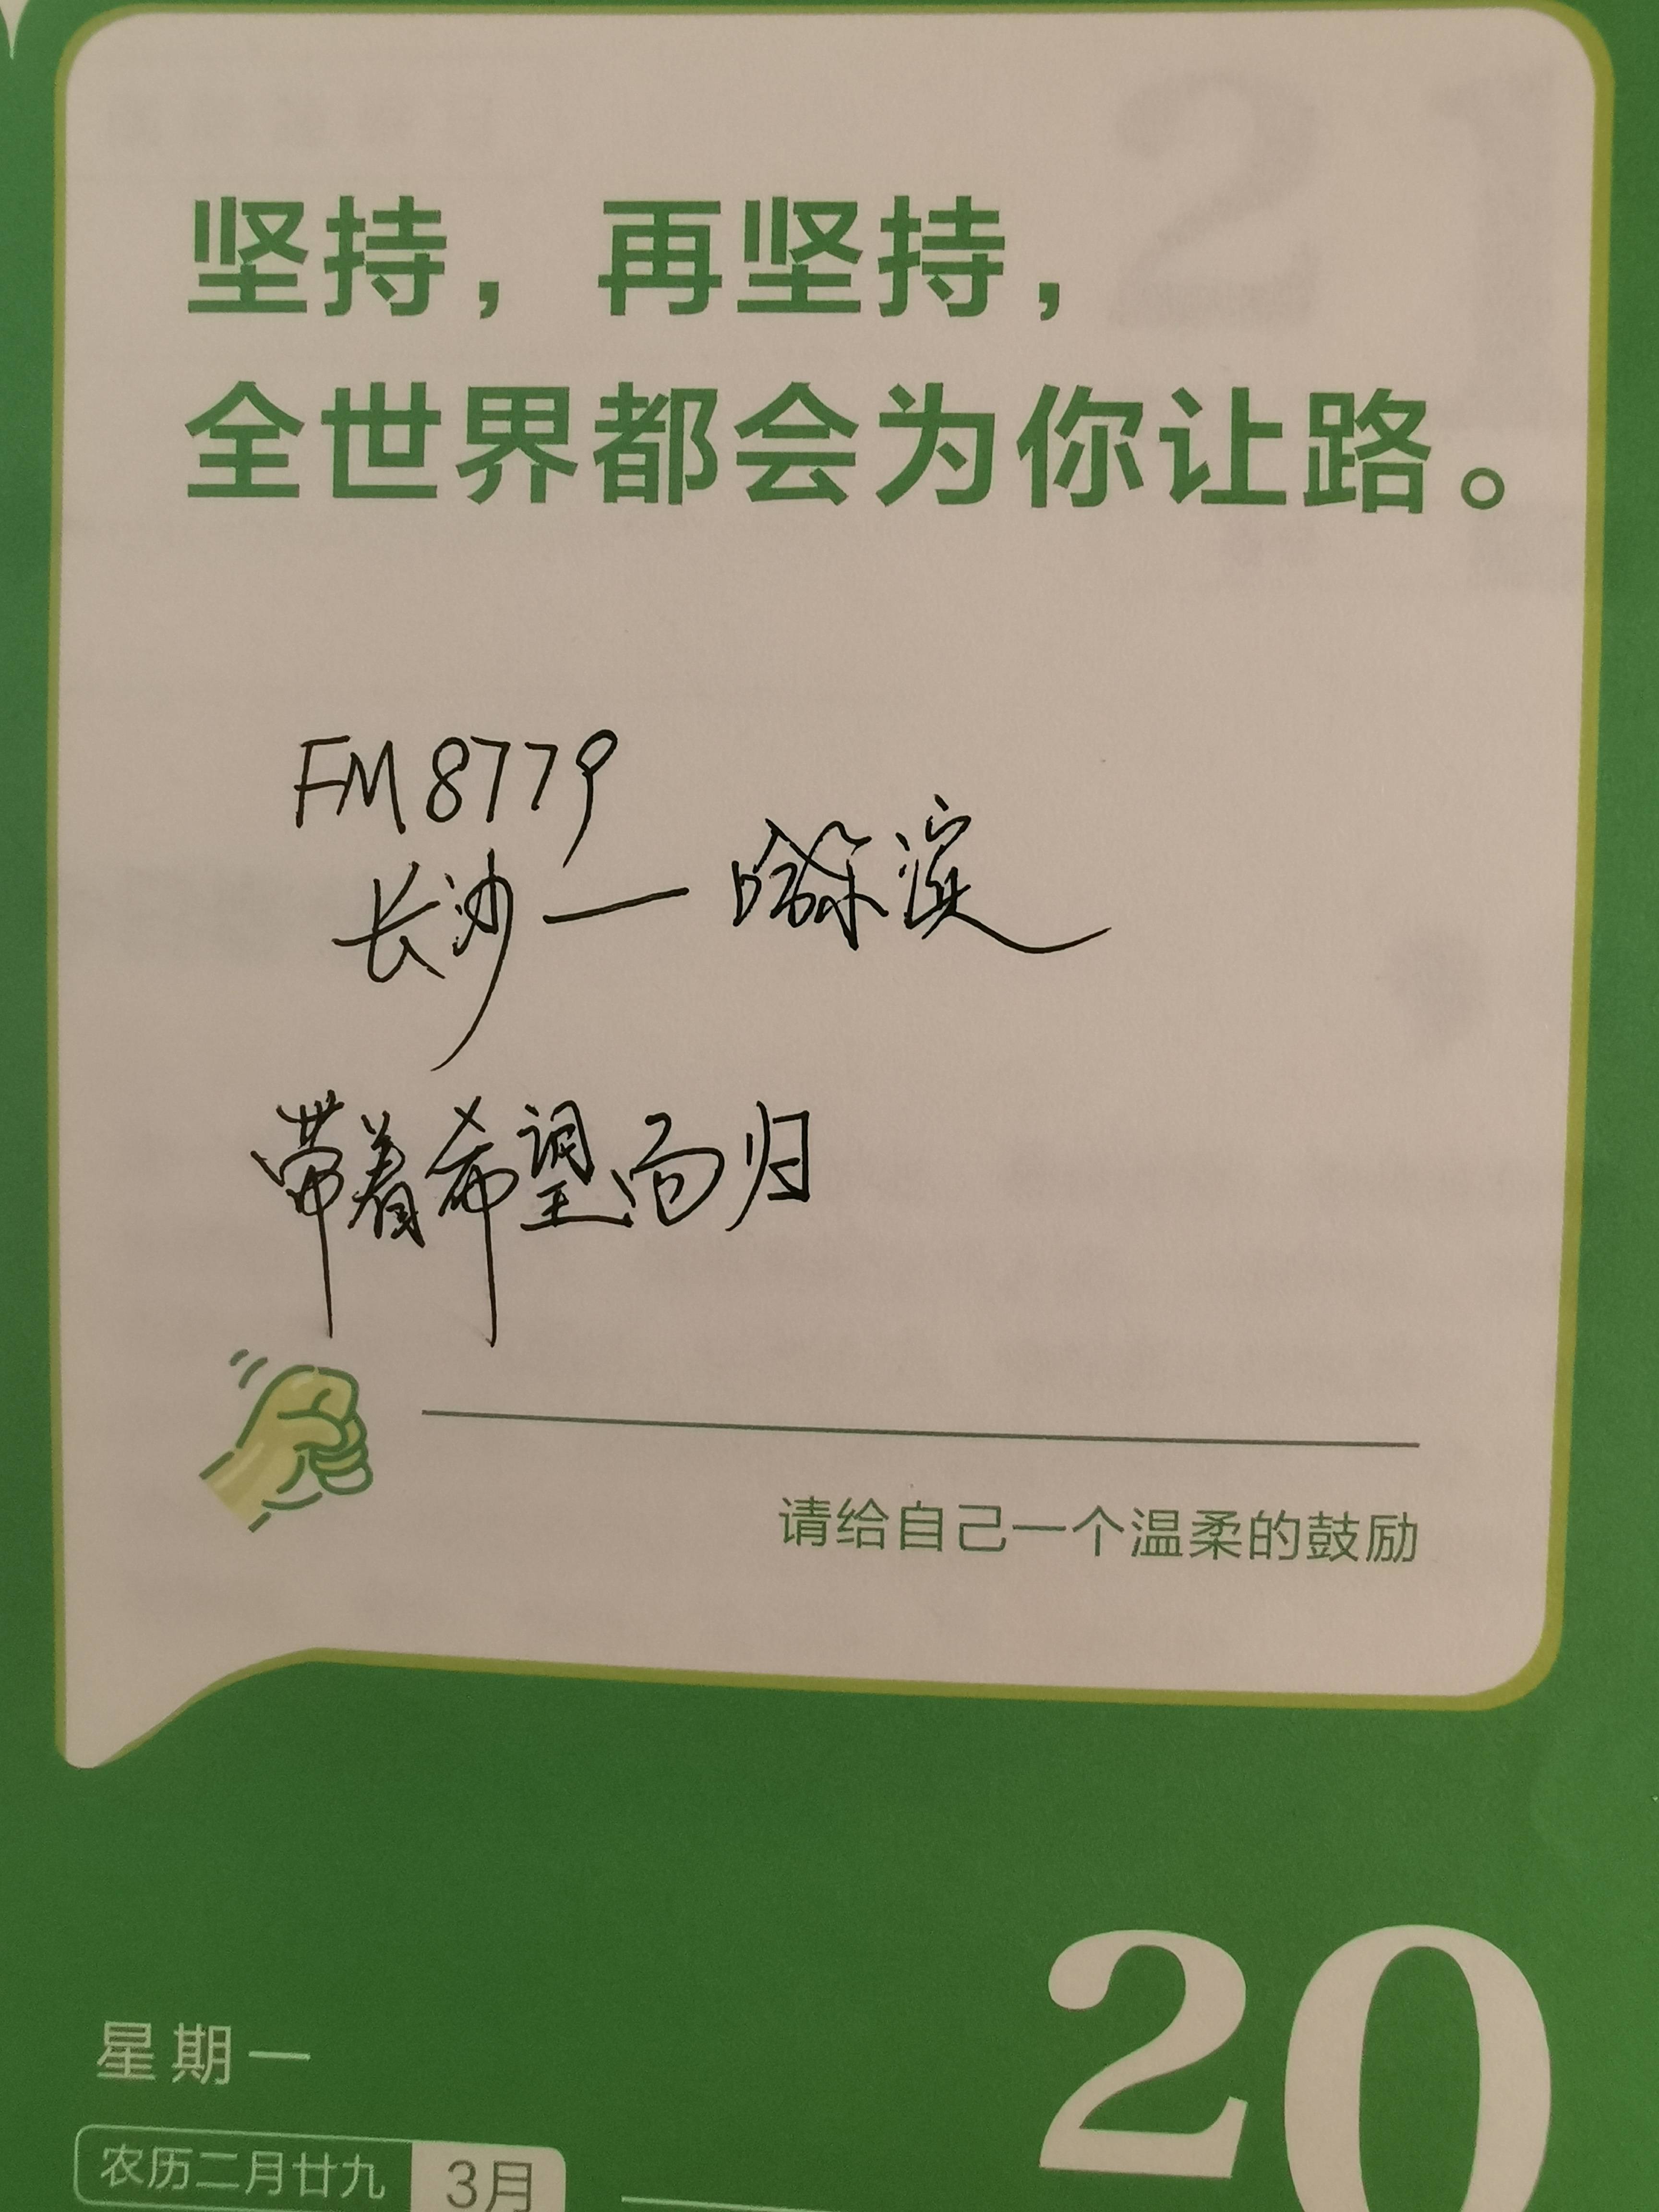 坚持，再坚持，
全世界都会为你让路。
FM8779
长沙—哈尔滨
带着希望而归
请给自己一个温柔的鼓励
20
星期一
农历二月廿九 3月